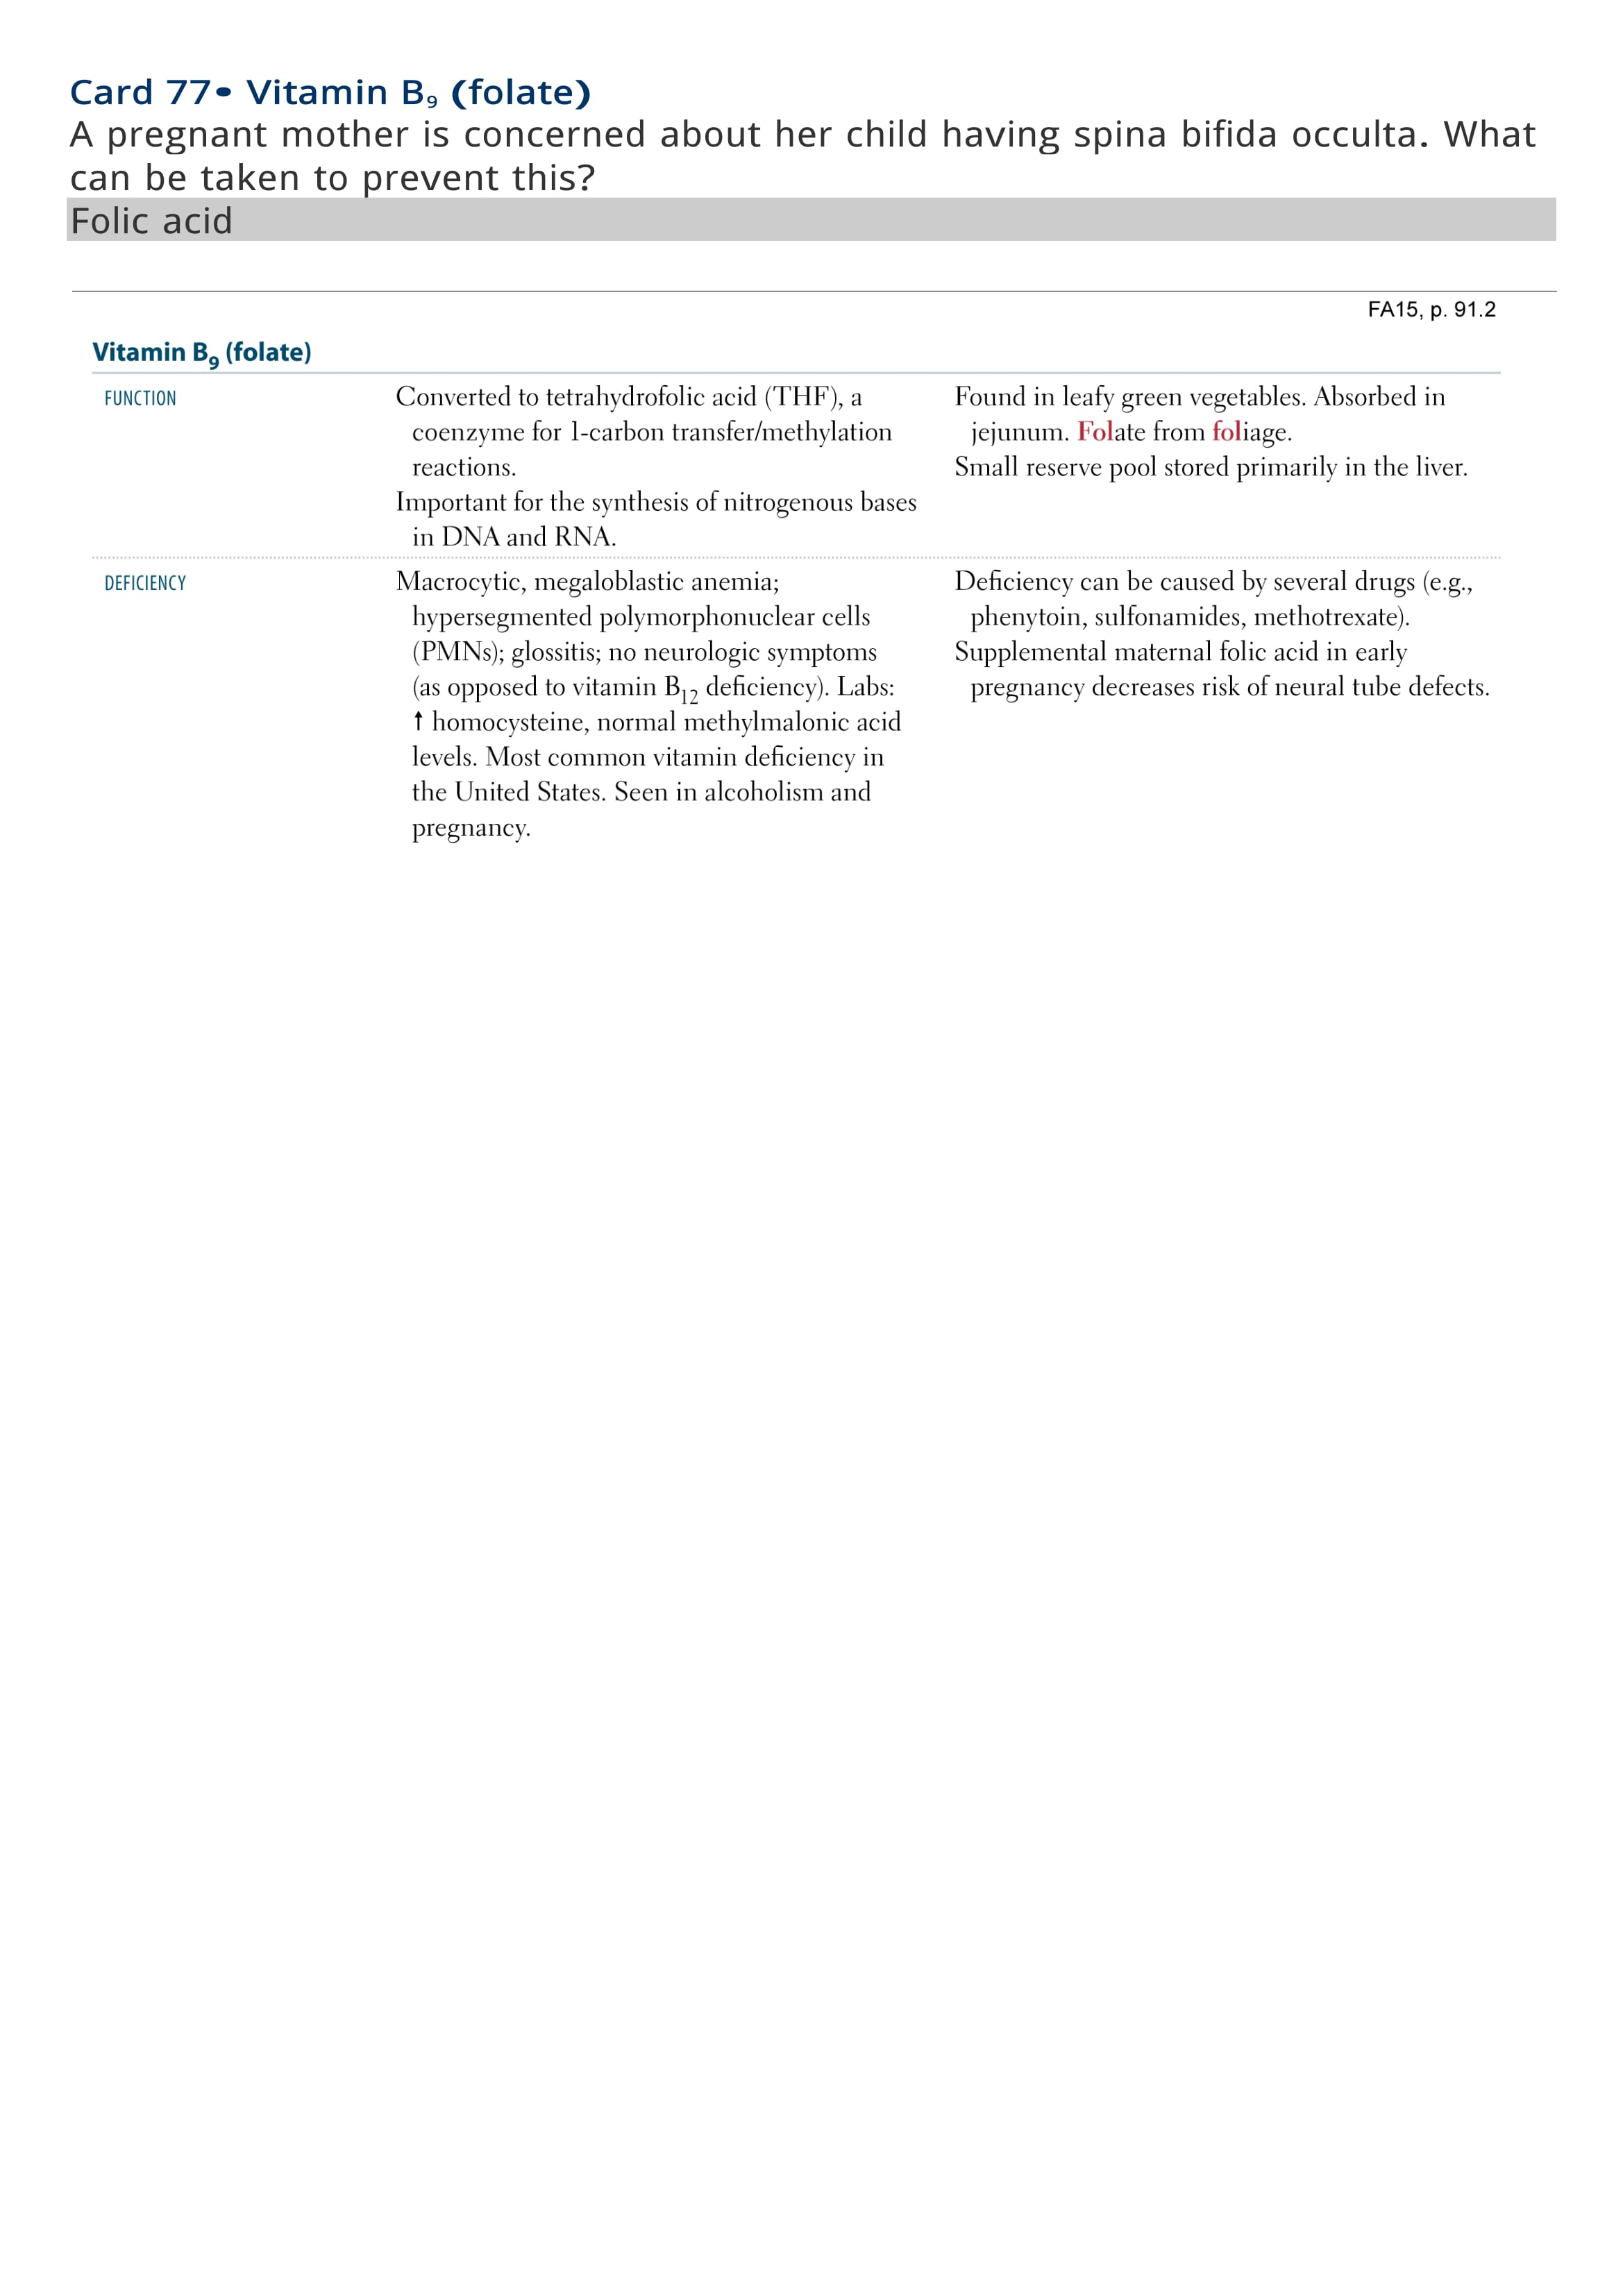 Card 77• Vitamin B₉ (folate)
A pregnant mother is concerned about her child having spina bifida occulta. What
can be taken to prevent this?
Folic acid
FA15, p. 91.2
Vitamin B₉ (folate)
FUNCTION
Converted to tetrahydrofolic acid (THF), a
coenzyme for 1-carbon transfer/methylation
reactions.
Important for the synthesis of nitrogenous bases
in DNA and RNA.
Found in leafy green vegetables. Absorbed in
jejunum. Folate from foliage.
Small reserve pool stored primarily in the liver.
DEFICIENCY
Macrocytic, megaloblastic anemia;
hypersegmented polymorphonuclear cells
(PMNs); glossitis; no neurologic symptoms
(as opposed to vitamin B₁₂ deficiency). Labs:
↑ homocysteine, normal methylmalonic acid
levels. Most common vitamin deficiency in
the United States. Seen in alcoholism and
pregnancy.
Deficiency can be caused by several drugs (e.g.,
phenytoin, sulfonamides, methotrexate).
Supplemental maternal folic acid in early
pregnancy decreases risk of neural tube defects.